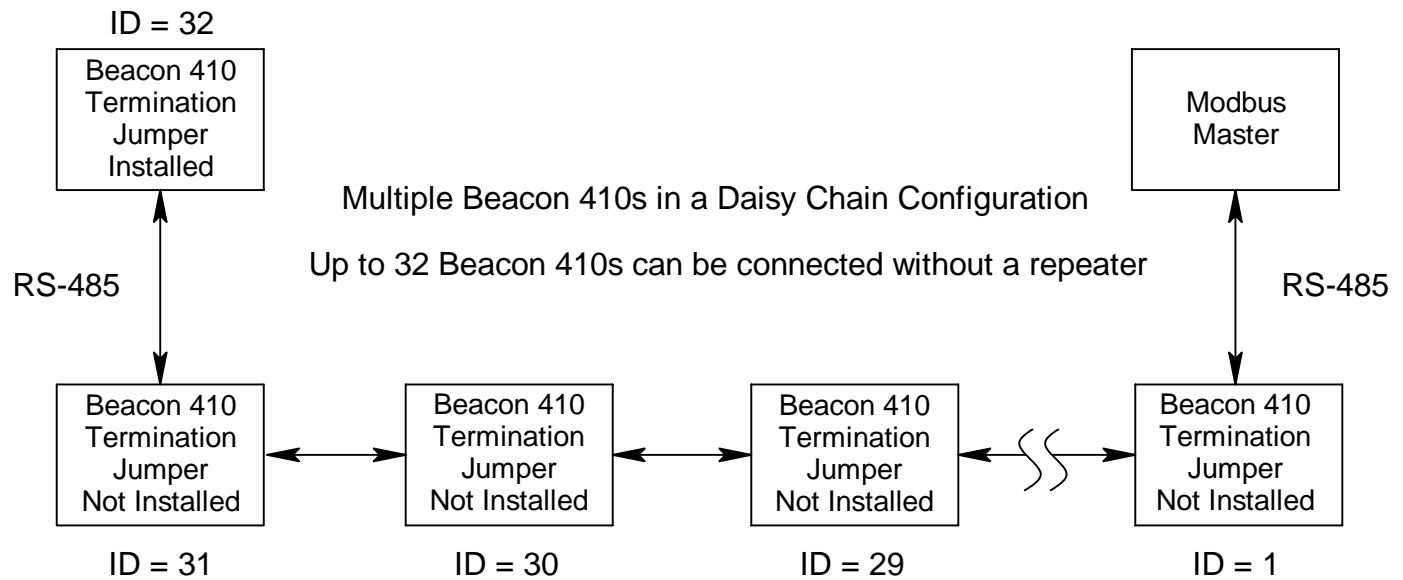 ID = 32
Beacon 410
Termination
Jumper
Installed
Modbus
Master
Multiple Beacon 410s in a Daisy Chain Configuration
Up to 32 Beacon 410s can be connected without a repeater
RS-485
RS-485
Beacon 410
Termination
Jumper
Not Installed
Beacon 410
Termination
Jumper
Not Installed
Beacon 410
Termination
Jumper
Not Installed
Beacon 410
Termination
Jumper
Not Installed
ID = 31
ID = 30
ID = 29
ID = 1